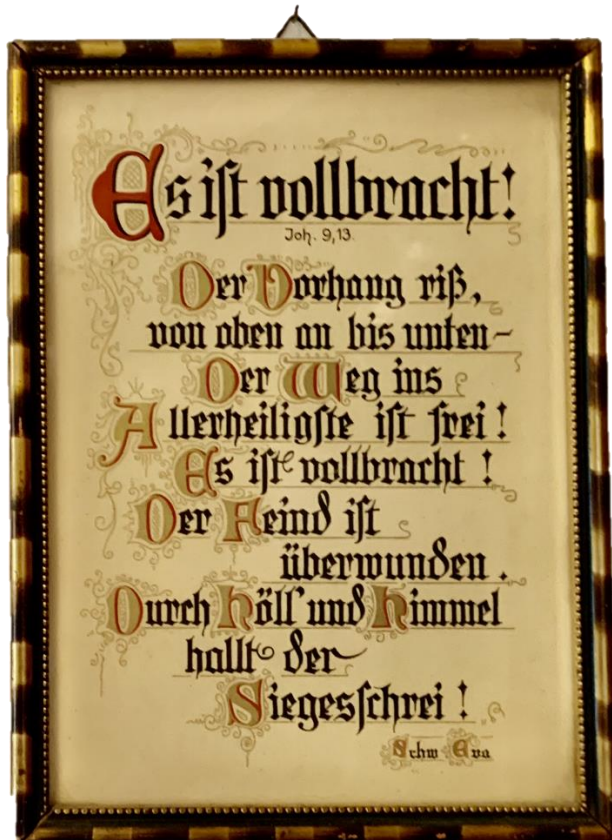 Es ist vollbracht!
Joh. 9,13.
Der Vorhang riß,
von oben an bis unten-
Der Weg ins
Allerheiligste ist frei!
Es ist vollbracht!
Der Feind ist
überwunden.
Durch Höll' und Himmel
hallt der
Siegesschrei!
Schw Eva